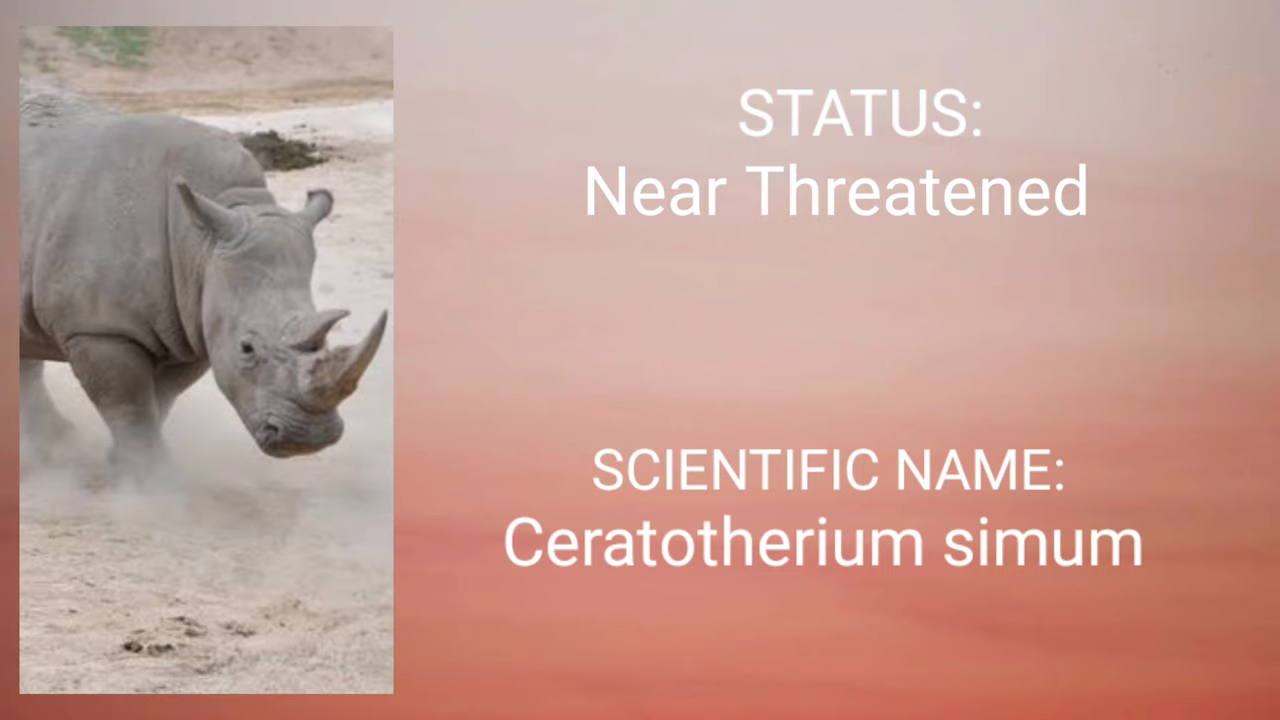 STATUS:
Near Threatened
SCIENTIFIC NAME:
Ceratotherium simum